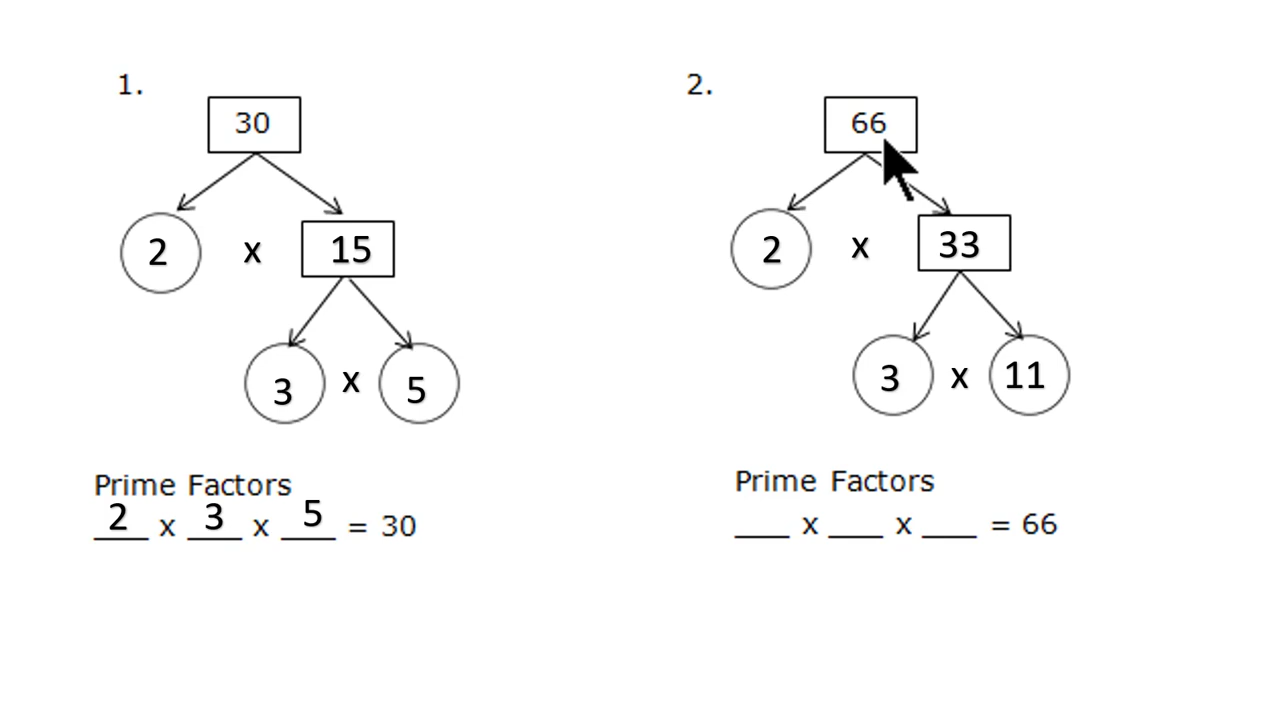 1.
30
2 x 15
3 x 5
Prime Factors
2 x 3 x 5 = 30
2.
66
2 x 33
3 x 11
Prime Factors
___ x ___ x ___ = 66